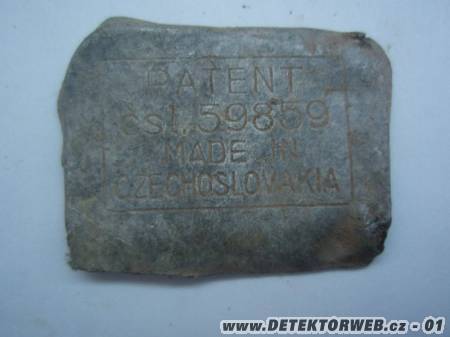 PATENT
čsl. 59859
MADE IN
CZECHOSLOVAKIA
www.DETEKTORWEB.cz - 01